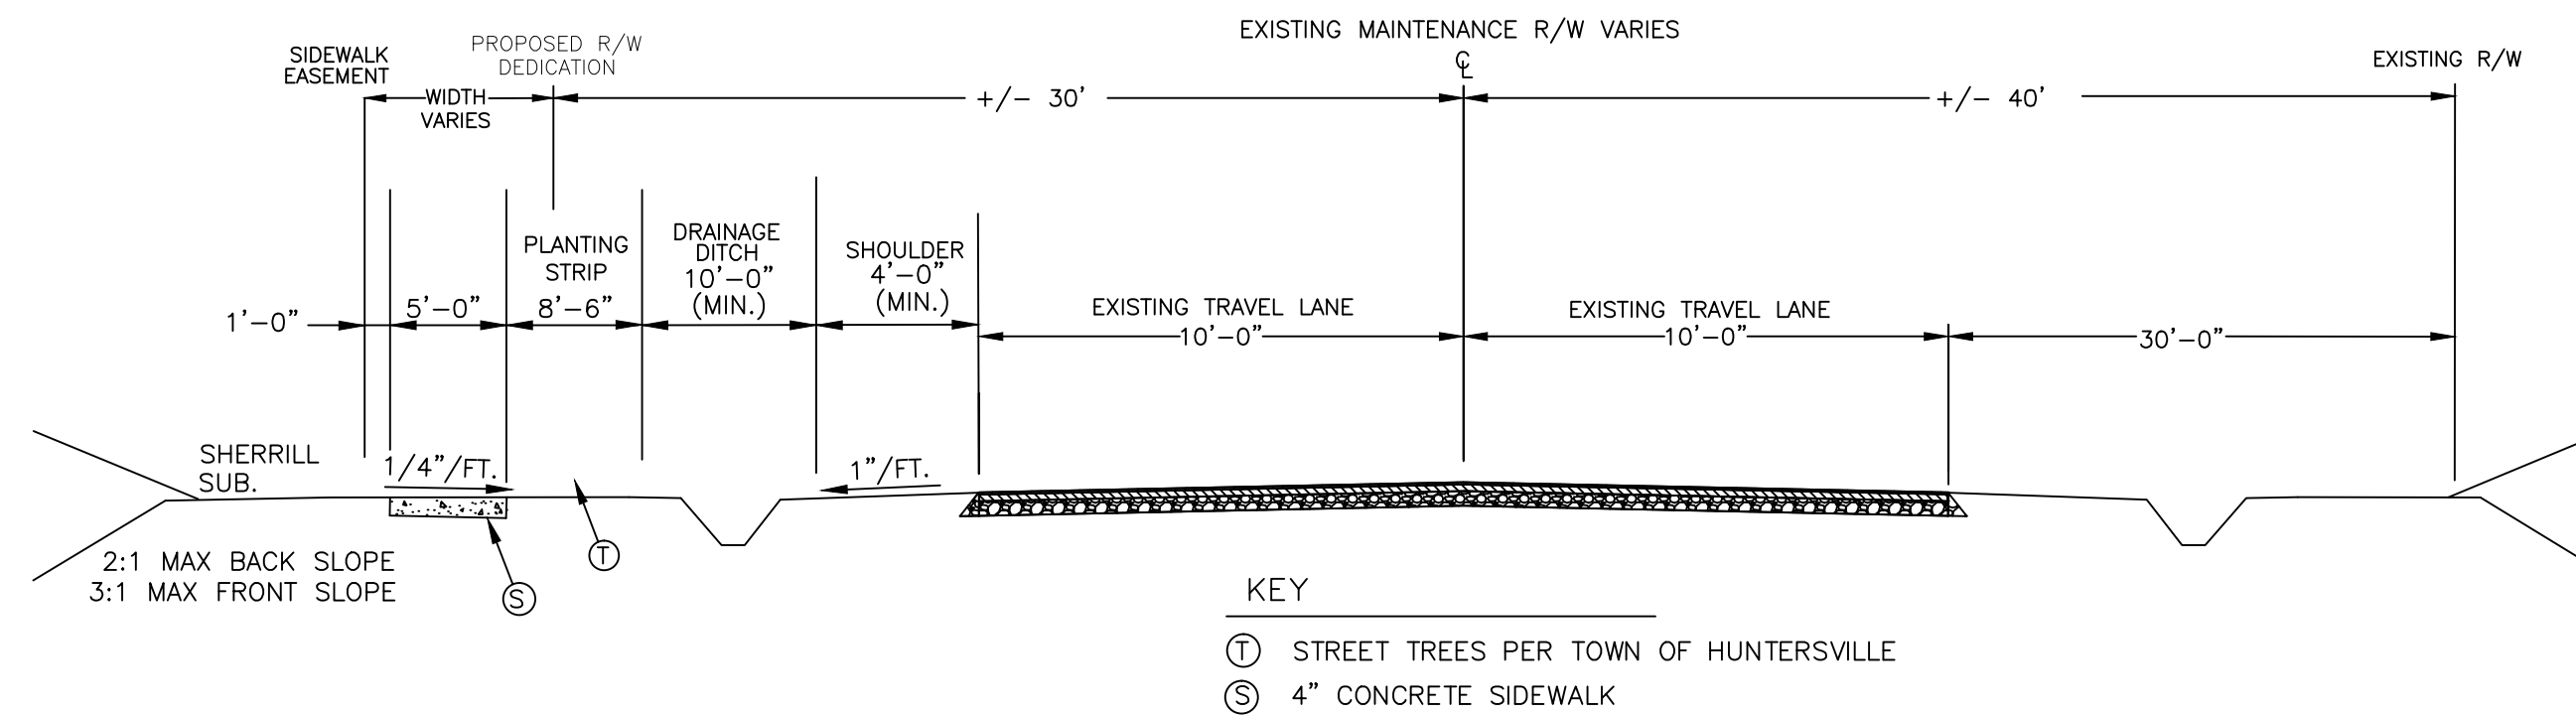 EXISTING MAINTENANCE R/W VARIES
℄
SIDEWALK
EASEMENT
PROPOSED R/W
DEDICATION
EXISTING R/W
WIDTH
VARIES
+/- 30'
+/- 40'
PLANTING
STRIP
8'-6"
DRAINAGE
DITCH
10'-0"
(MIN.)
SHOULDER
4'-0"
(MIN.)
1'-0"
5'-0"
EXISTING TRAVEL LANE
10'-0"
EXISTING TRAVEL LANE
10'-0"
30'-0"
SHERRILL
SUB.
1/4"/FT.
1"/FT.
2:1 MAX BACK SLOPE
3:1 MAX FRONT SLOPE
T
S
KEY
T STREET TREES PER TOWN OF HUNTERSVILLE
S 4" CONCRETE SIDEWALK